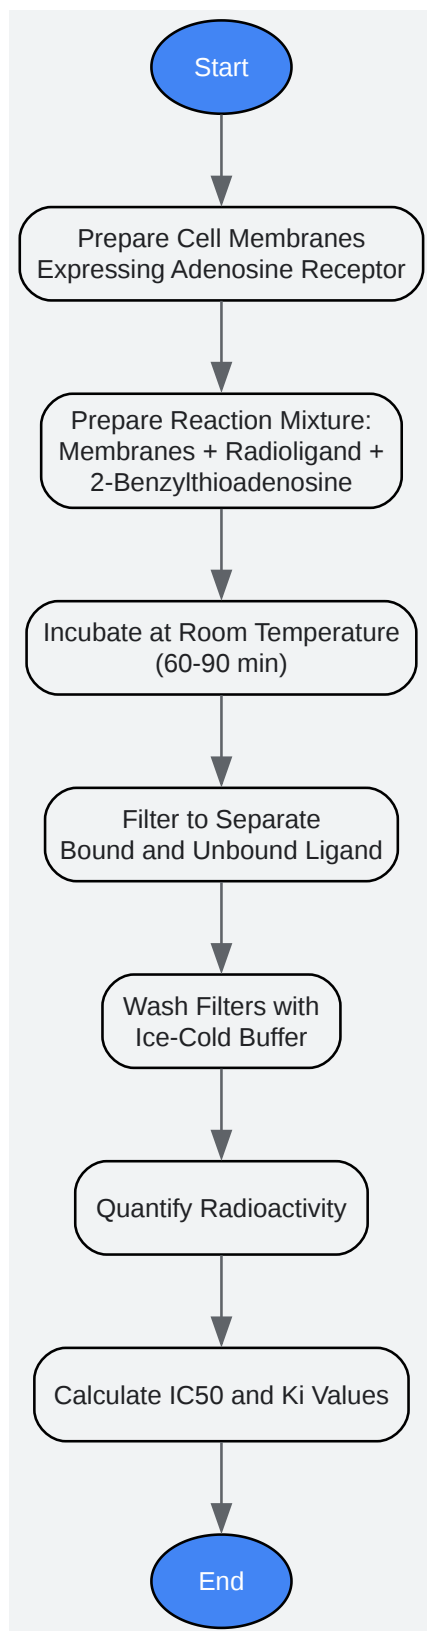 Start
Prepare Cell Membranes
Expressing Adenosine Receptor
Prepare Reaction Mixture:
Membranes + Radioligand +
2-Benzylthioadenosine
Incubate at Room Temperature
(60-90 min)
Filter to Separate
Bound and Unbound Ligand
Wash Filters with
Ice-Cold Buffer
Quantify Radioactivity
Calculate IC50 and Ki Values
End